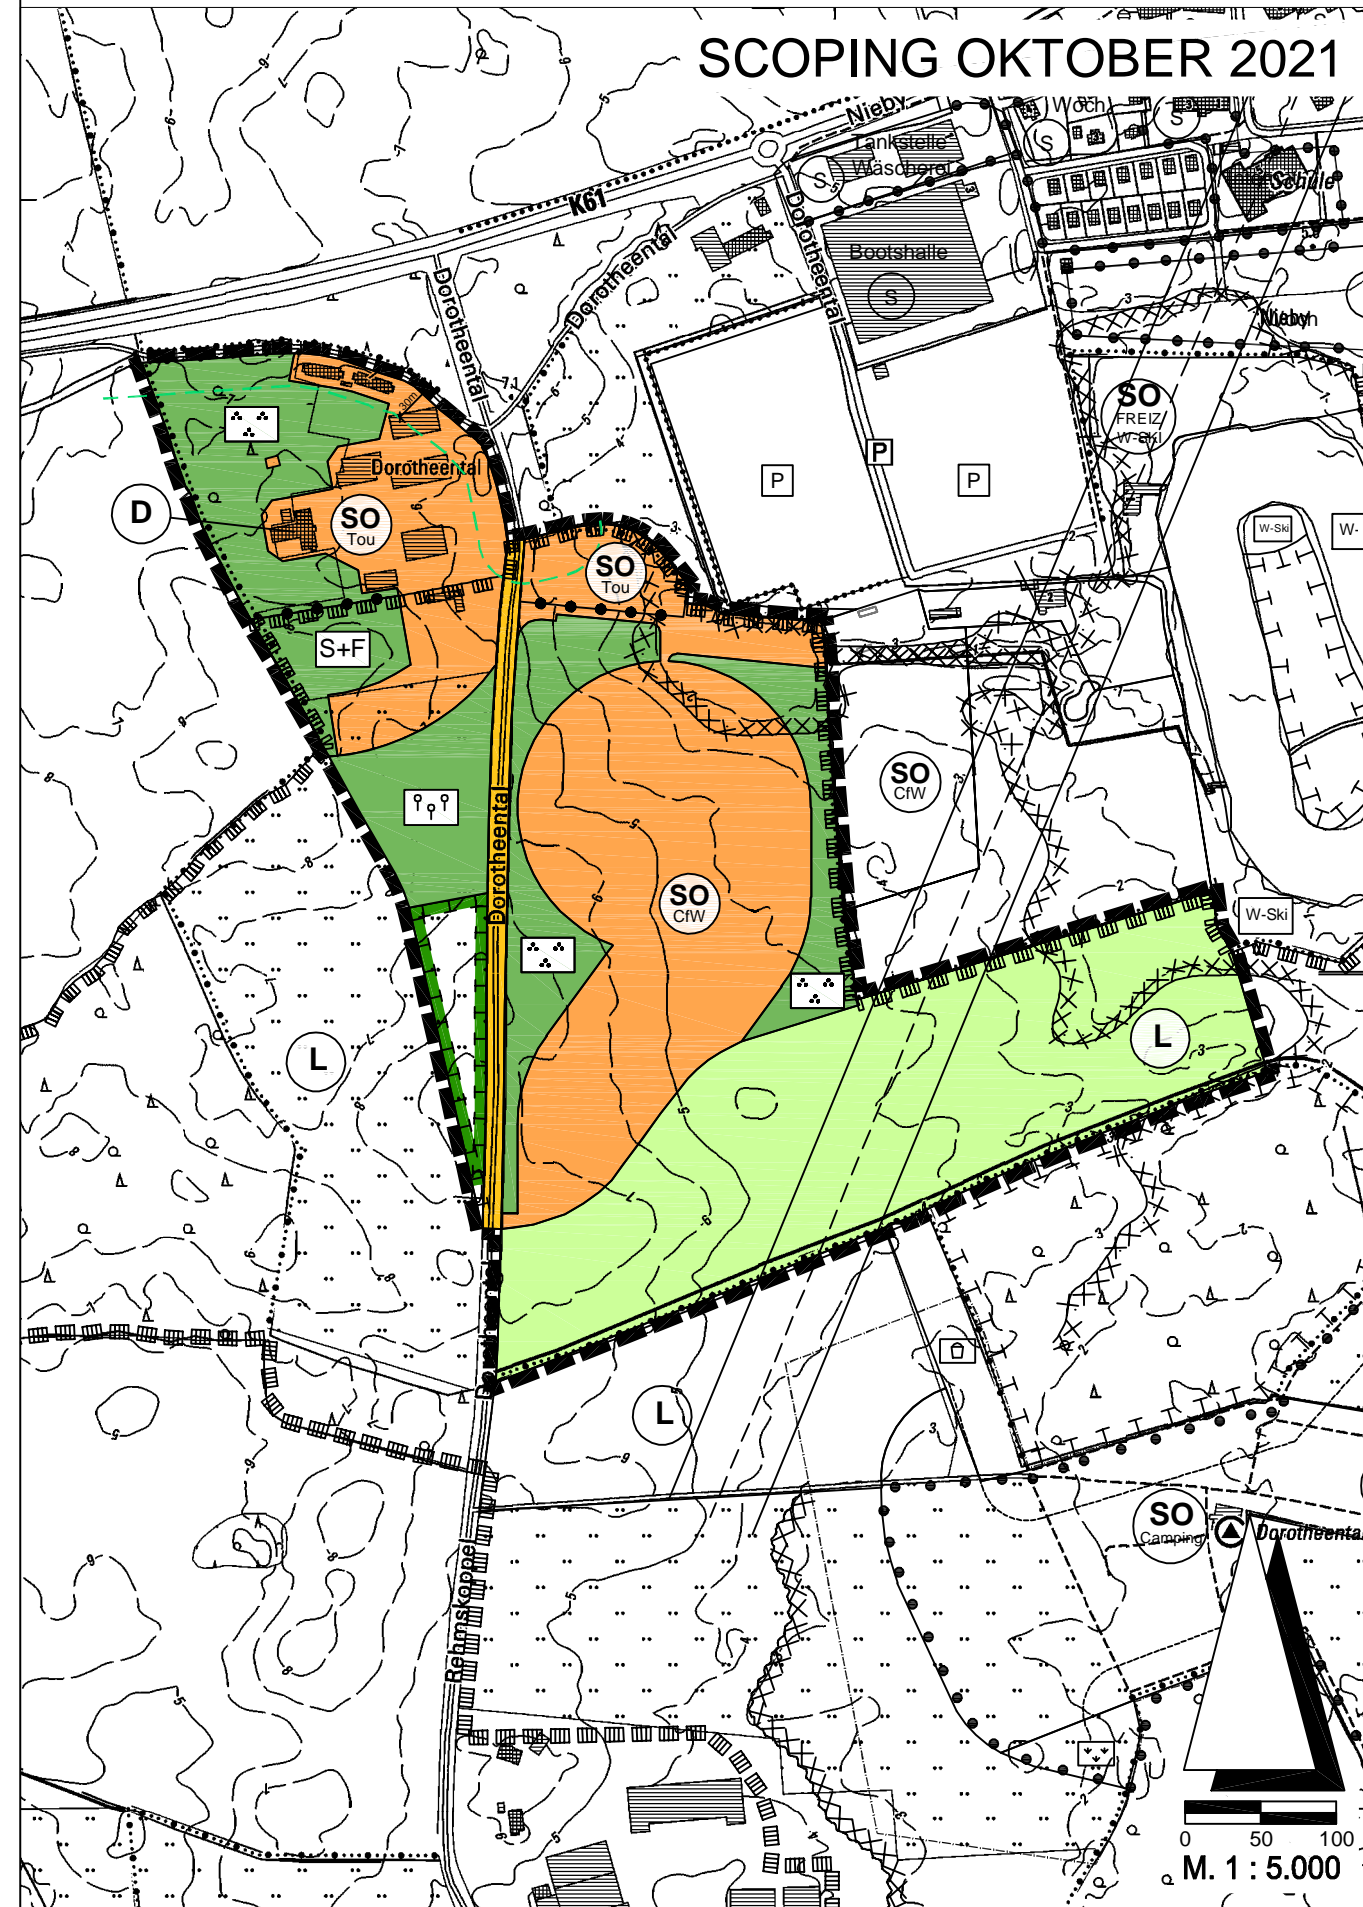 SCOPING OKTOBER 2021
Nieby
Woch
S
S
Tankstelle
Wäscherei
S
Schule
K61
Dorotheental
Dorotheental
Dorotheental
Bootshalle
S
Nieby
SO
FREIZ/
W-Ski
30m
7.1
P
P
P
Dorotheental
D
SO
Tou
SO
Tou
W-Ski
W-
S+F
SO
CfW
Dorotheental
SO
CfW
W-Ski
L
L
L
SO
Camping
Dorotheental
Rehmskoppel
0 50 100
M. 1 : 5.000